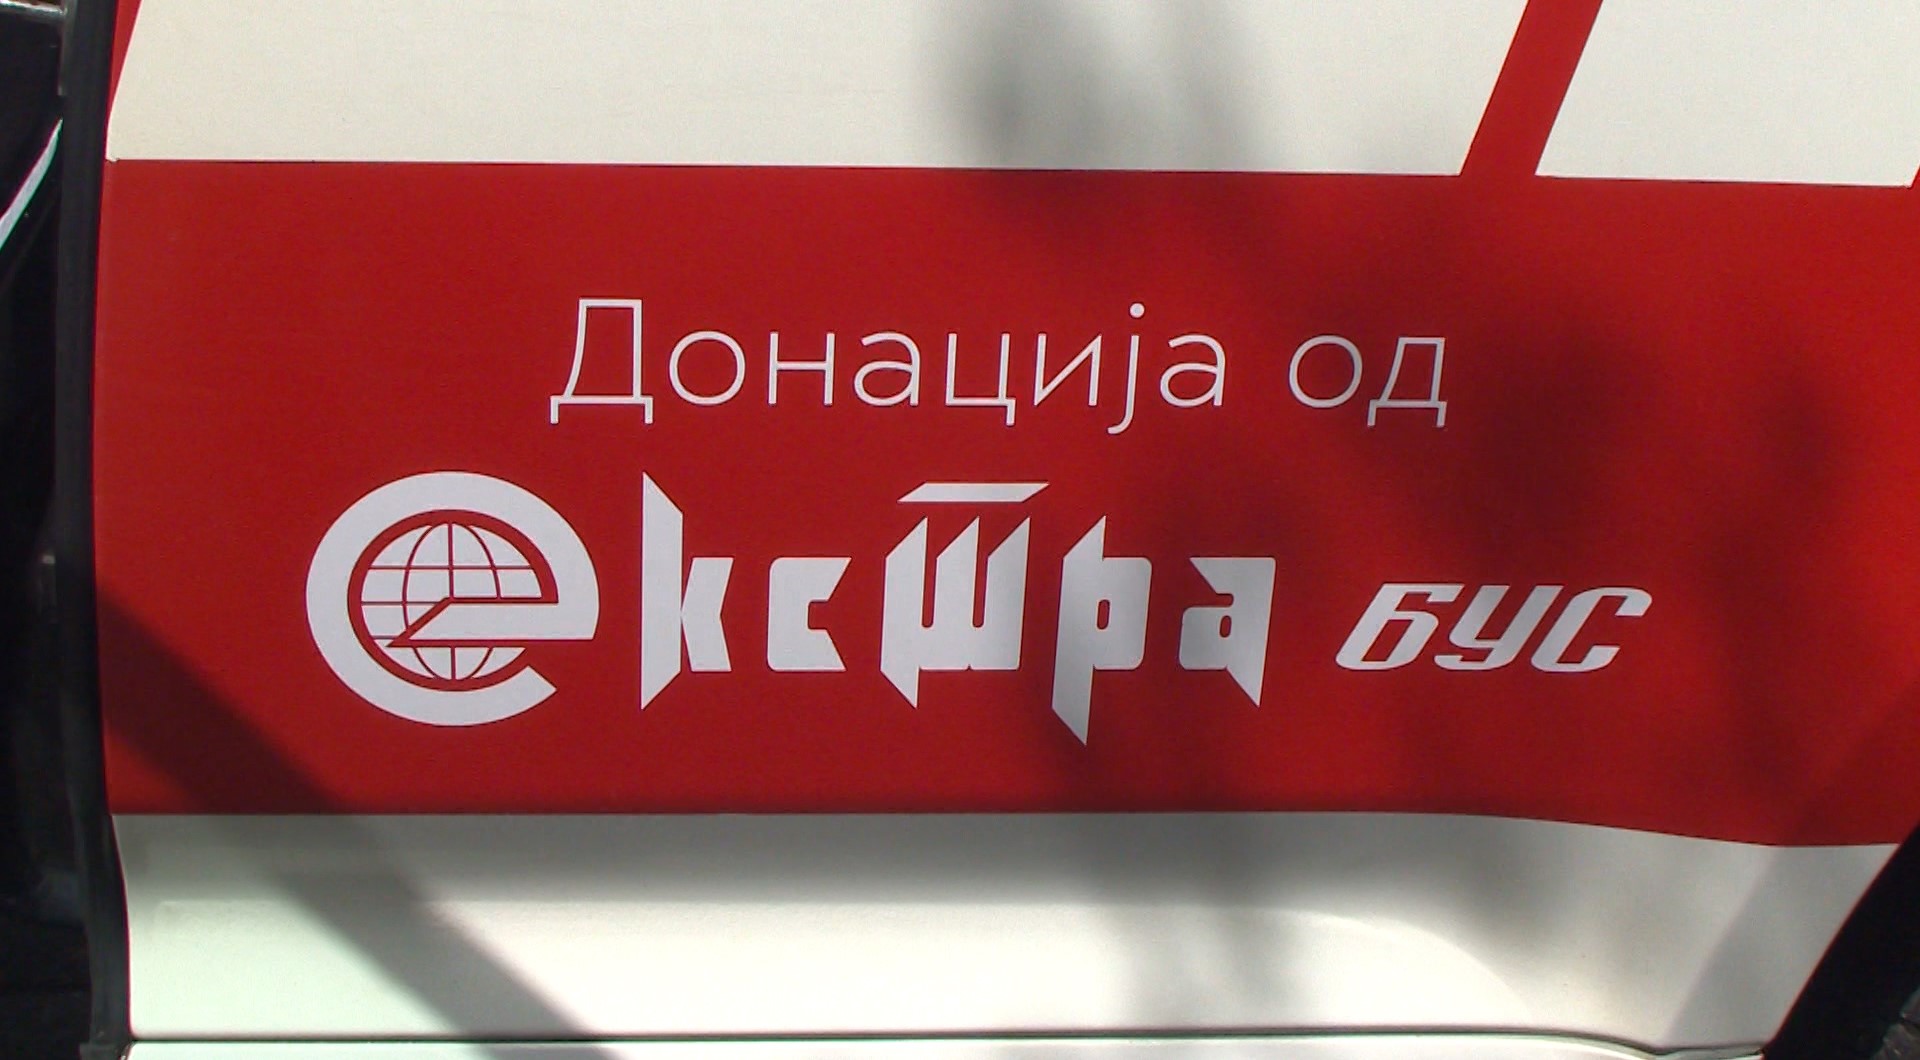 Донација од
екстра бус